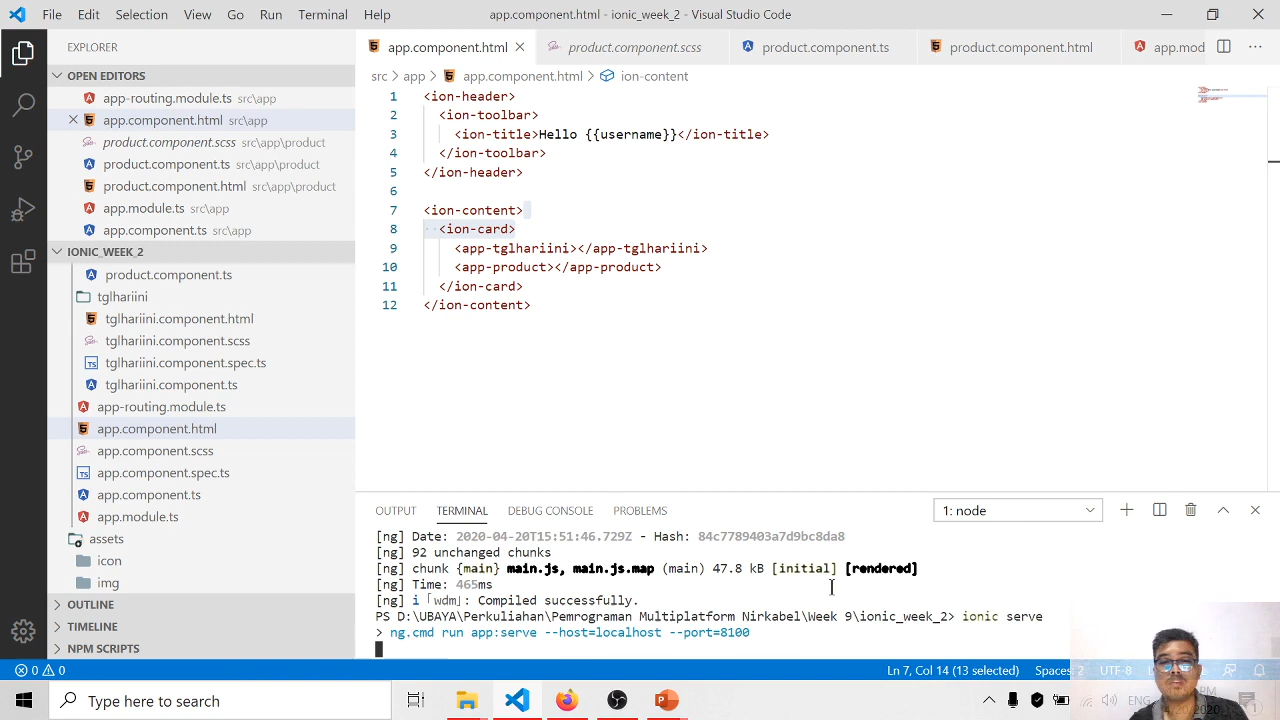 File Edit Selection View Go Run Terminal Help app.component.html - ionic_week_2 - Visual Studio Code
EXPLORER
OPEN EDITORS
app-routing.module.ts src\app
app.component.html src\app
product.component.scss src\app\product
product.component.ts src\app\product
product.component.html src\app\product
app.module.ts src\app
app.component.ts src\app
IONIC_WEEK_2
product.component.ts
tglhariini
tglhariini.component.html
tglhariini.component.scss
tglhariini.component.spec.ts
tglhariini.component.ts
app-routing.module.ts
app.component.html
app.component.scss
app.component.spec.ts
app.component.ts
app.module.ts
assets
icon
img
OUTLINE
TIMELINE
NPM SCRIPTS
app.component.html product.component.scss product.component.ts product.component.html app.mod
src > app > app.component.html > ion-content
1 <ion-header>
2 <ion-toolbar>
3 <ion-title>Hello {{username}}</ion-title>
4 </ion-toolbar>
5 </ion-header>
6
7 <ion-content>
8 <ion-card>
9 <app-tglhariini></app-tglhariini>
10 <app-product></app-product>
11 </ion-card>
12 </ion-content>
OUTPUT TERMINAL DEBUG CONSOLE PROBLEMS 1: node
[ng] Date: 2020-04-20T15:51:46.729Z - Hash: 84c7789403a7d9bc8da8
[ng] 92 unchanged chunks
[ng] chunk {main} main.js, main.js.map (main) 47.8 kB [initial] [rendered]
[ng] Time: 465ms
[ng] i 「wdm」: Compiled successfully.
PS D:\UBAYA\Perkuliahan\Pemrograman Multiplatform Nirkabel\Week 9\ionic_week_2> ionic serve
> ng.cmd run app:serve --host=localhost --port=8100
0 0 Ln 7, Col 14 (13 selected) Spaces: 2 UTF-8
Type here to search ENG PM